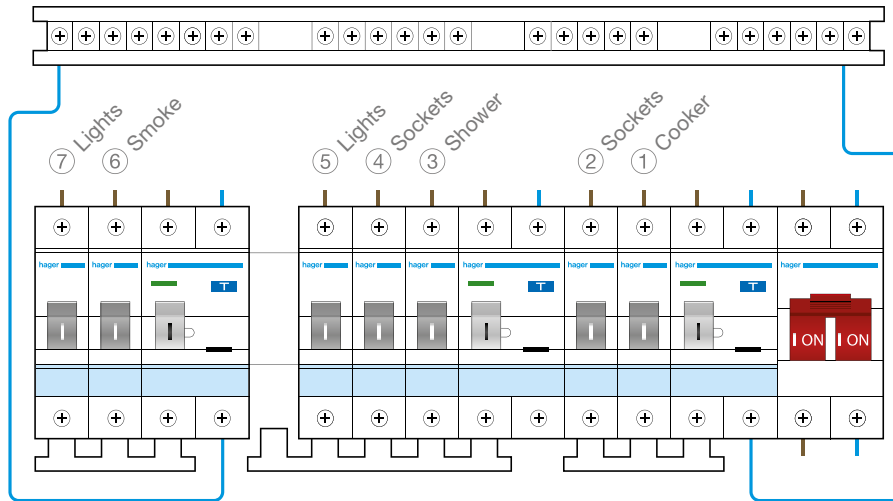 ⑦ Lights
⑥ Smoke
⑤ Lights
④ Sockets
③ Shower
② Sockets
① Cooker
hager
hager
hager
T
hager
hager
hager
hager
T
hager
hager
hager
T
hager
I ON
I ON